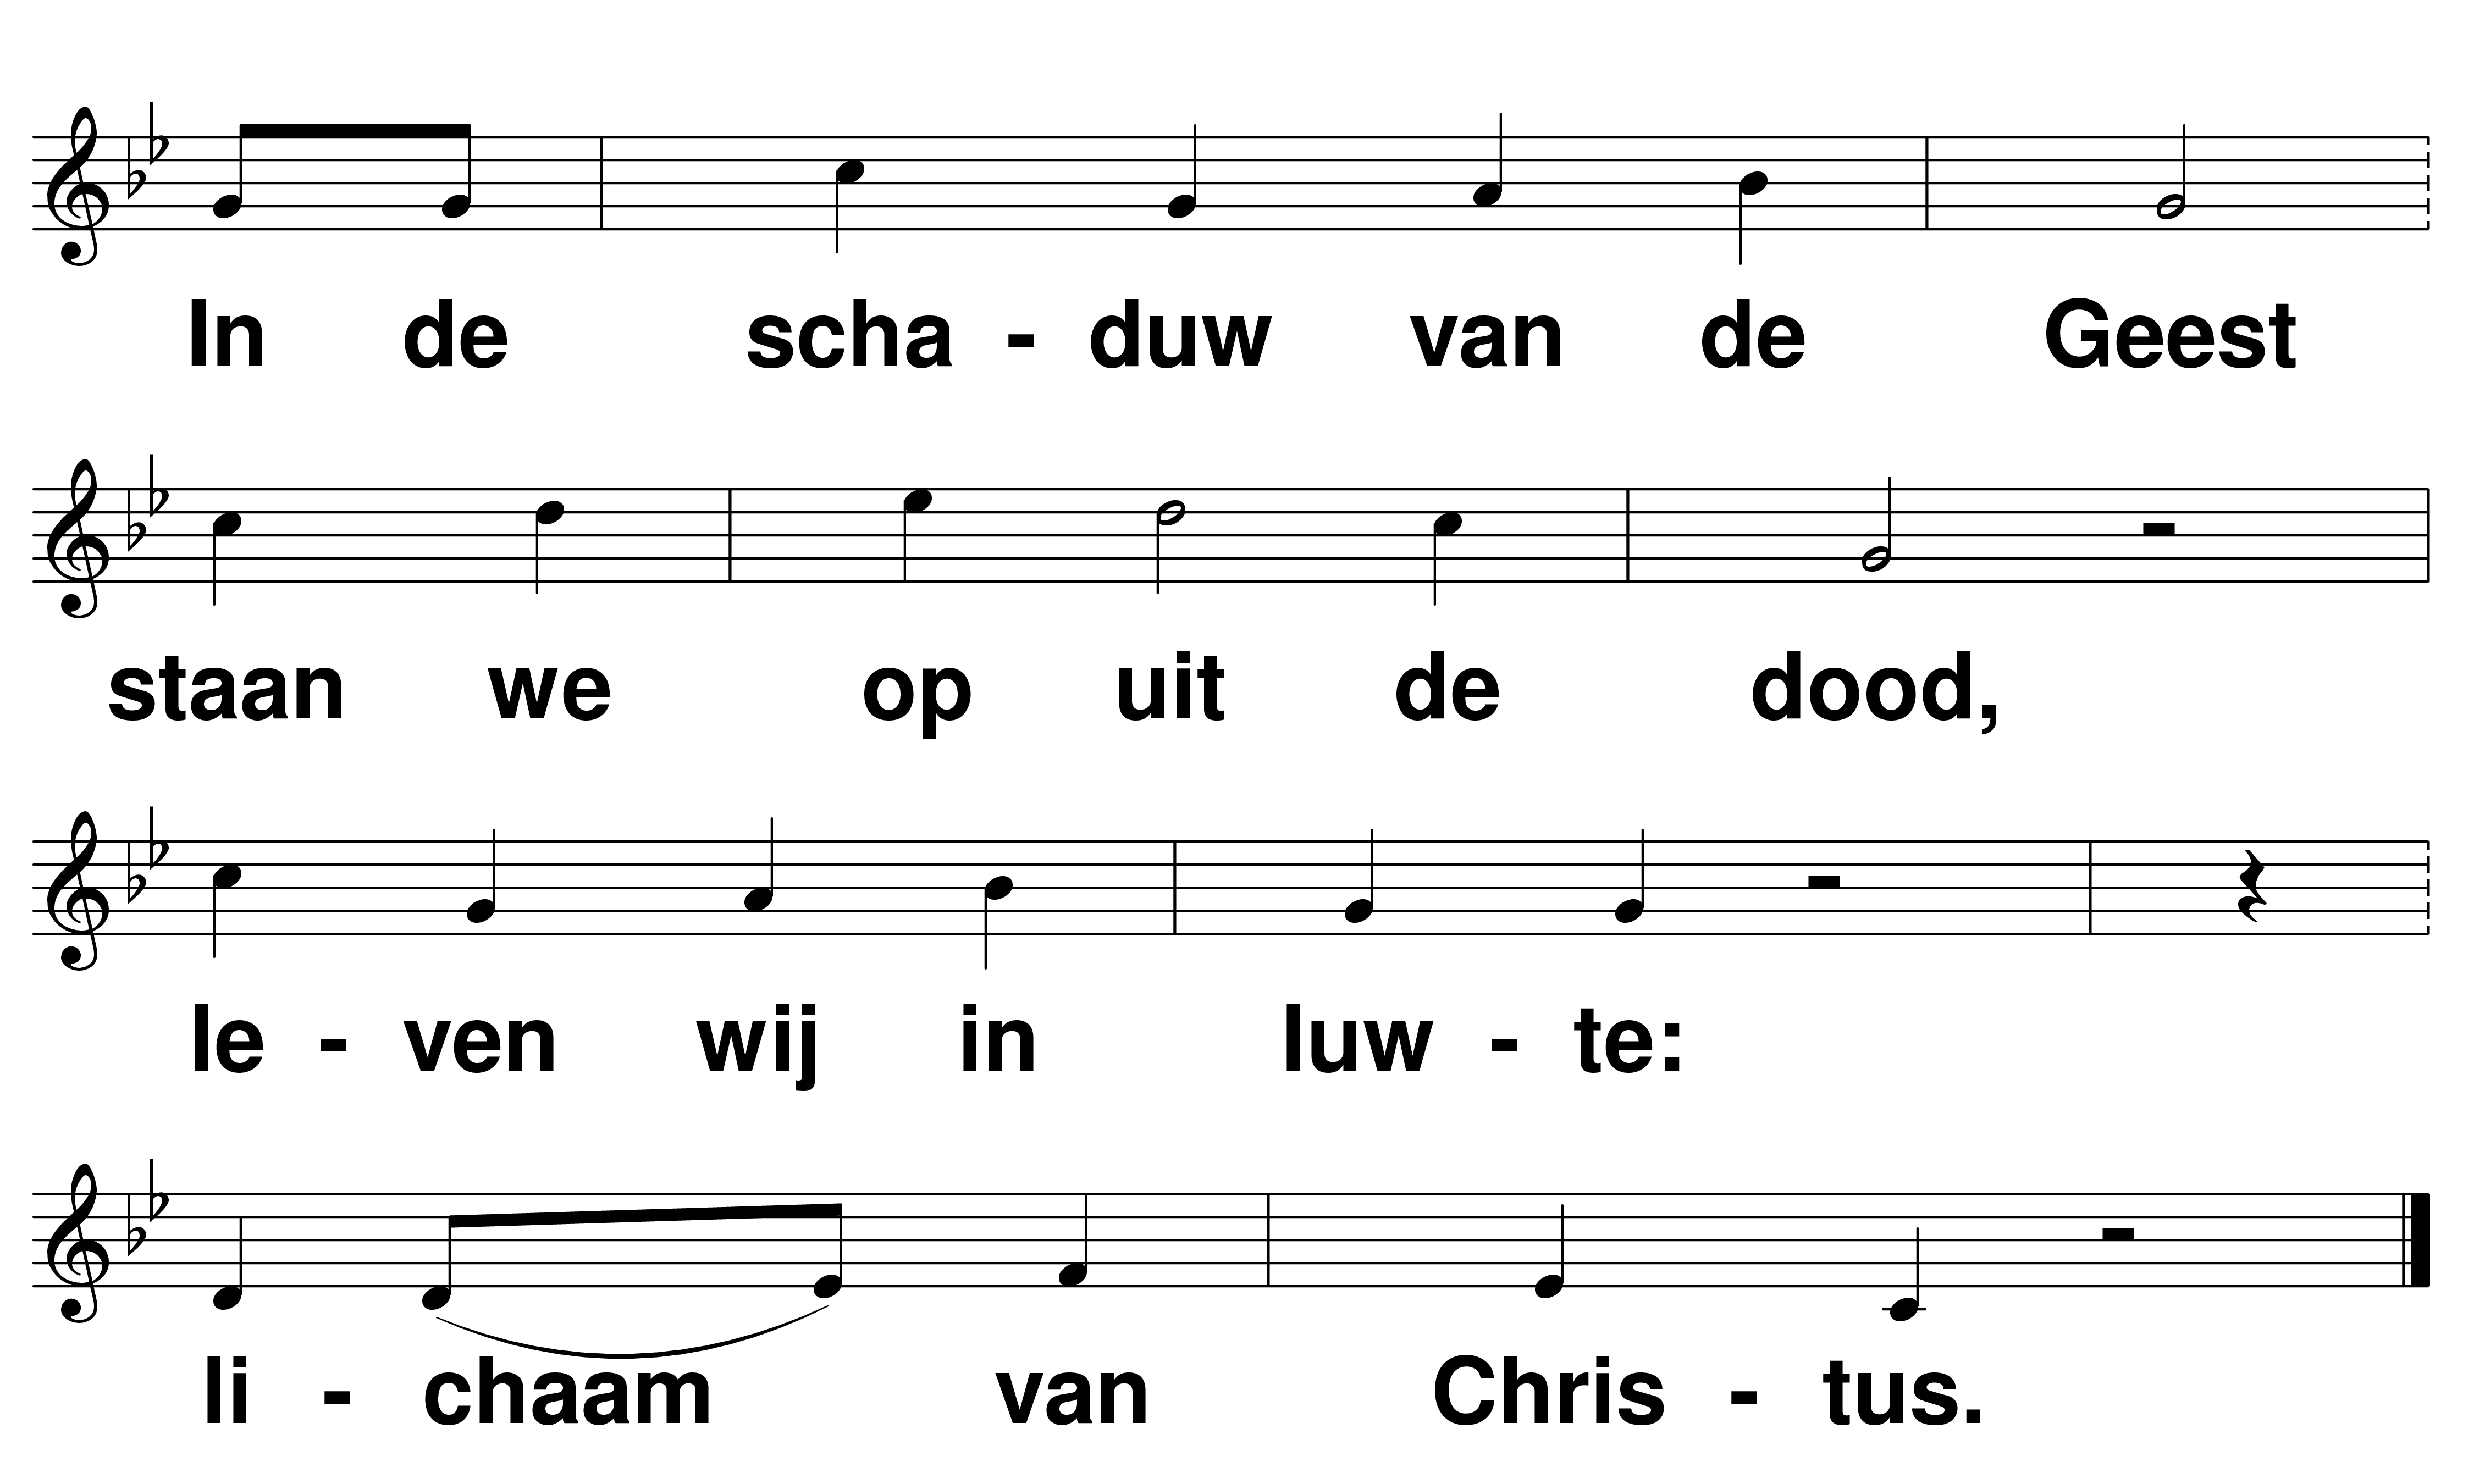 In de scha - duw van de Geest
staan we op uit de dood,
le - ven wij in luw - te:
li - chaam van Chris - tus.